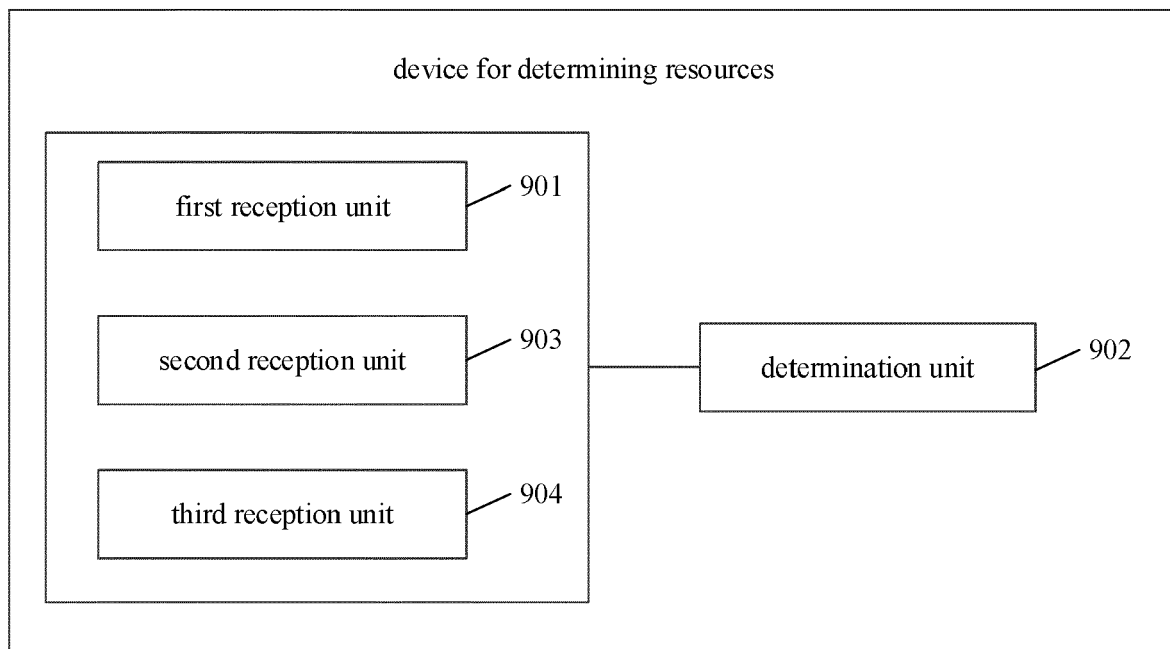 device for determining resources
first reception unit
901
second reception unit
903
determination unit
902
third reception unit
904